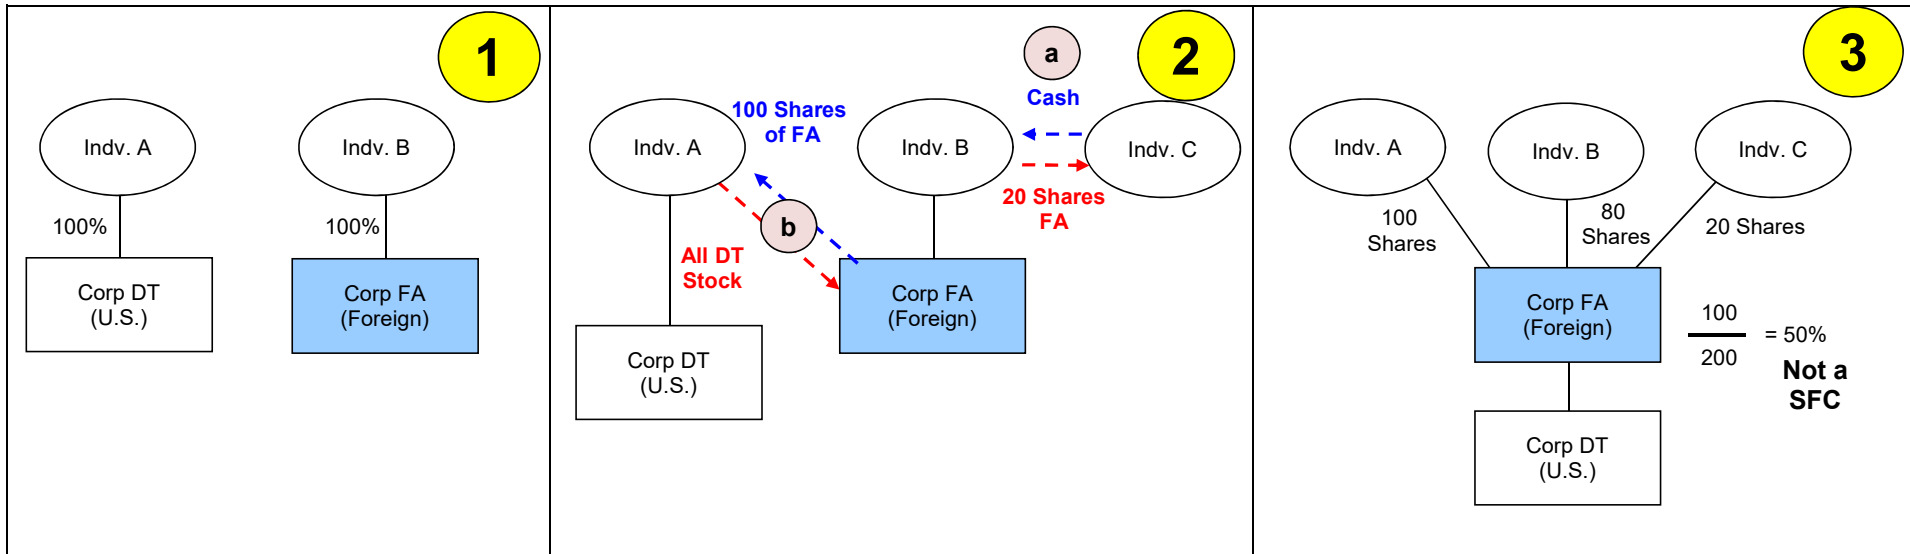 1
Indv. A
Indv. B
100%
100%
Corp DT
(U.S.)
Corp FA
(Foreign)
2
a
Cash
100 Shares
of FA
Indv. A
Indv. B
Indv. C
20 Shares
FA
b
All DT
Stock
Corp FA
(Foreign)
Corp DT
(U.S.)
3
Indv. A
Indv. B
Indv. C
100
Shares
80
Shares
20 Shares
Corp FA
(Foreign)
100
200
= 50%
Not a
SFC
Corp DT
(U.S.)